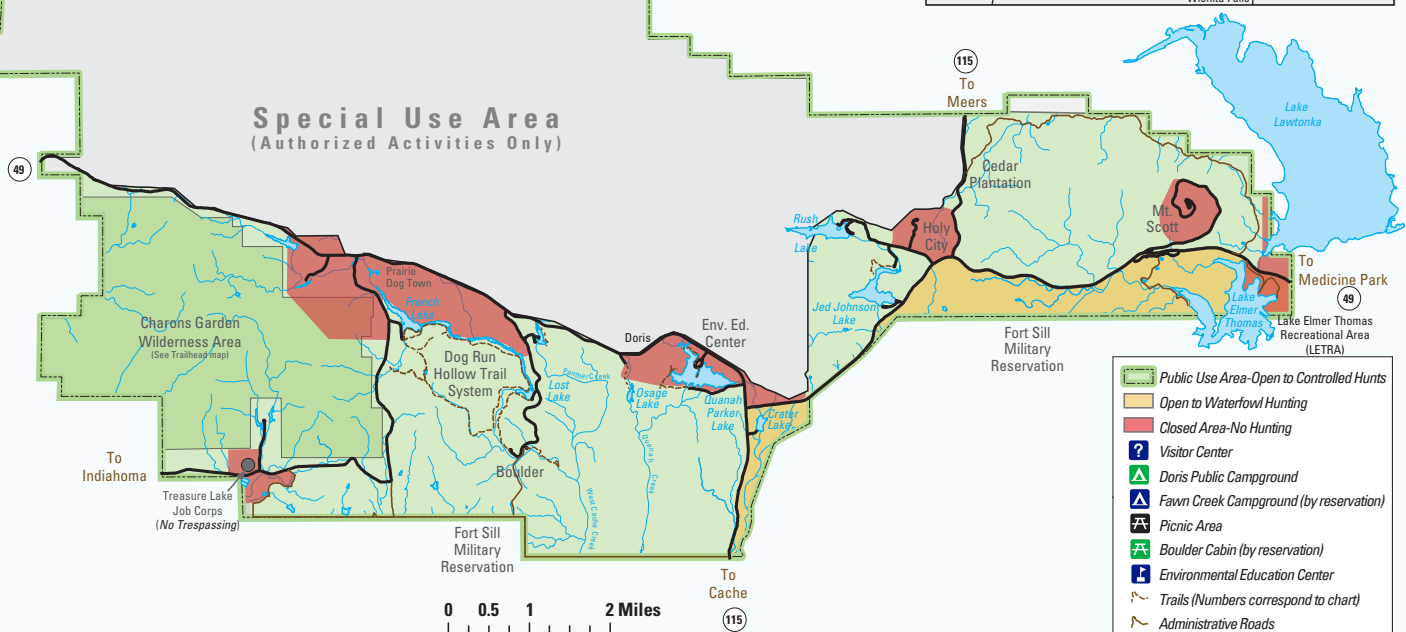 Wichita Falls
115
To
Meers
Special Use Area
(Authorized Activities Only)
Lake
Lawtonka
49
Cedar
Plantation
Rush
Lake
Holy
City
Mt.
Scott
Prairie
Dog Town
French
Lake
To
Medicine Park
49
Lake
Elmer
Thomas
Lake Elmer Thomas
Recreational Area
(LETRA)
Jed Johnson
Lake
Charons Garden
Wilderness Area
(See Trailhead map)
Doris
Env. Ed.
Center
Fort Sill
Military
Reservation
Dog Run
Hollow Trail
System
Panther Creek
Lost
Lake
Osage
Lake
Quanah
Parker
Lake
Crater
Lake
Quanah Creek
West Cache Creek
Boulder
To
Indiahoma
Treasure Lake
Job Corps
(No Trespassing)
Fort Sill
Military
Reservation
To
Cache
115
0 0.5 1 2 Miles
Public Use Area-Open to Controlled Hunts
Open to Waterfowl Hunting
Closed Area-No Hunting
? Visitor Center
Doris Public Campground
Fawn Creek Campground (by reservation)
Picnic Area
Boulder Cabin (by reservation)
Environmental Education Center
Trails (Numbers correspond to chart)
Administrative Roads